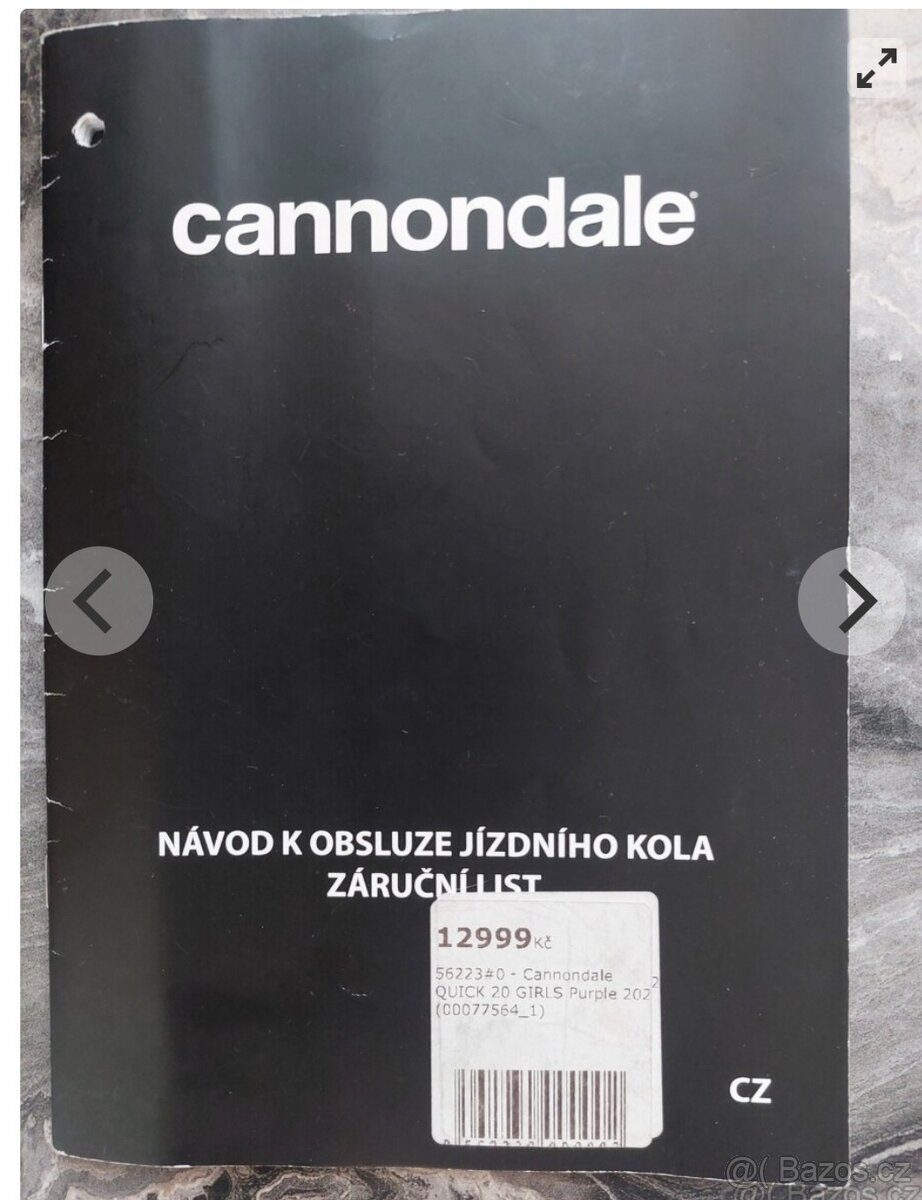 cannondale
NÁVOD K OBSLUZE JÍZDNÍHO KOLA
ZÁRUČNÍ LIST
12999Kč
56223#0 - Cannondale
QUICK 20 GIRLS Purple 202
2
(00077564_1)
CZ
@( Bazos.cz